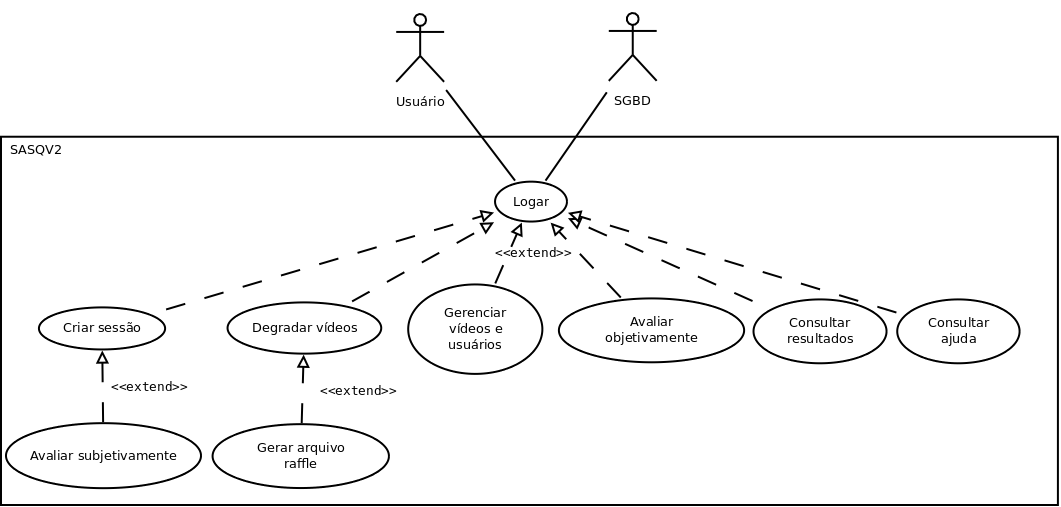 Usuário
SGBD
SASQV2
Logar
<<extend>>
Criar sessão
Degradar vídeos
Gerenciar
vídeos e
usuários
Avaliar
objetivamente
Consultar
resultados
Consultar
ajuda
<<extend>>
<<extend>>
Avaliar subjetivamente
Gerar arquivo
raffle